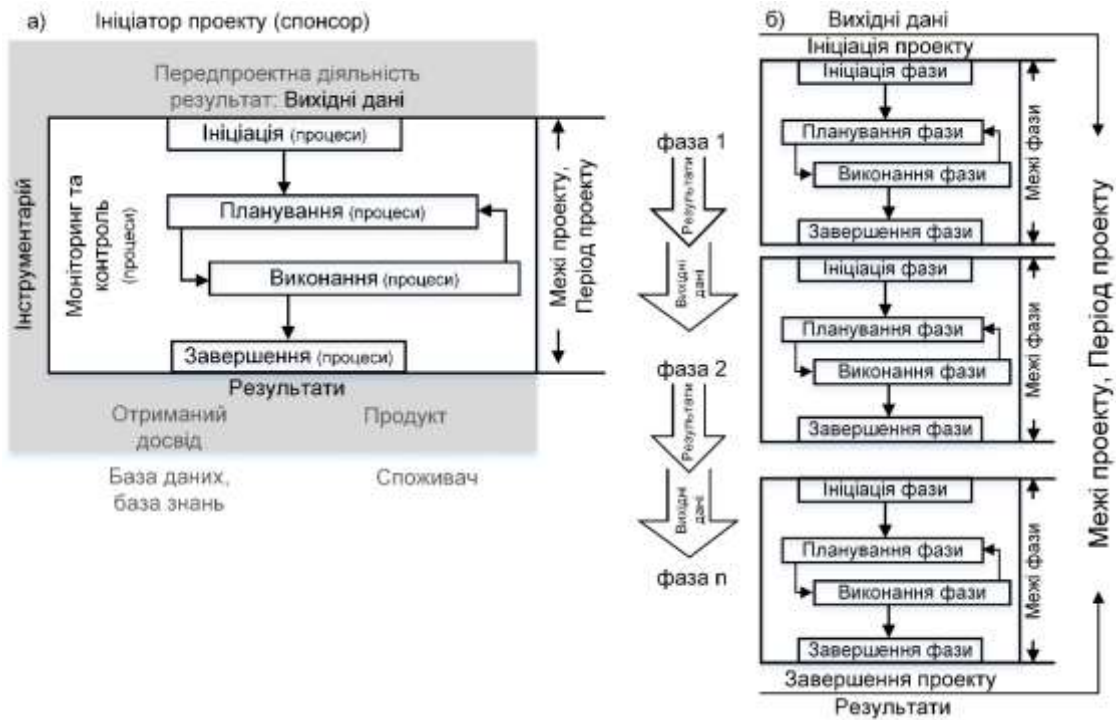 а) Ініціатор проекту (спонсор)
Передпроектна діяльність
результат: Вихідні дані
Ініціація (процеси)
Планування (процеси)
Виконання (процеси)
Завершення (процеси)
Інструментарій
Моніторинг та
контроль
(процеси)
Межі проекту,
Період проекту
Результати
Отриманий
досвід
Продукт
База даних,
база знань
Споживач
фаза 1
Результати
Вихідні
дані
фаза 2
Результати
Вихідні
дані
фаза n
б) Вихідні дані
Ініціація проекту
Ініціація фази
Планування фази
Виконання фази
Завершення фази
Межі фази
Ініціація фази
Планування фази
Виконання фази
Завершення фази
Межі фази
Ініціація фази
Планування фази
Виконання фази
Завершення фази
Межі фази
Завершення проекту
Результати
Межі проекту, Період проекту